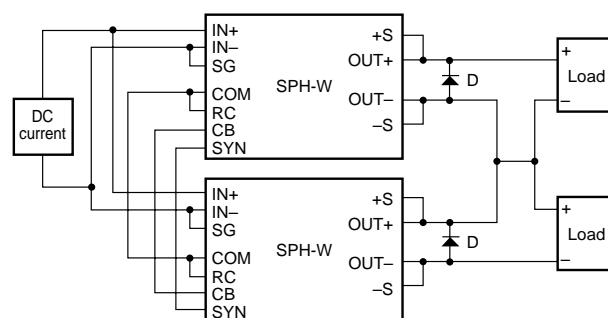 IN+
IN–
SG
COM
RC
CB
SYN
SPH-W
+S
OUT+
OUT–
–S
D
+
–
Load
DC
current
IN+
IN–
SG
COM
RC
CB
SYN
SPH-W
+S
OUT+
OUT–
–S
D
+
–
Load